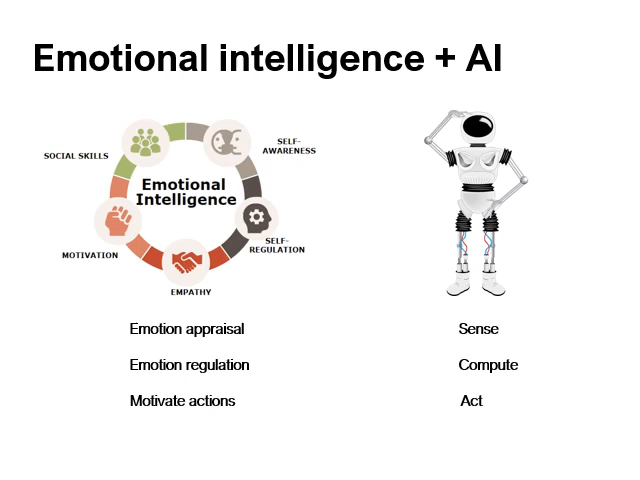 Emotional intelligence + AI
SOCIAL SKILLS
SELF-
AWARENESS
Emotional
Intelligence
MOTIVATION
SELF-
REGULATION
EMPATHY
Emotion appraisal
Sense
Emotion regulation
Compute
Motivate actions
Act